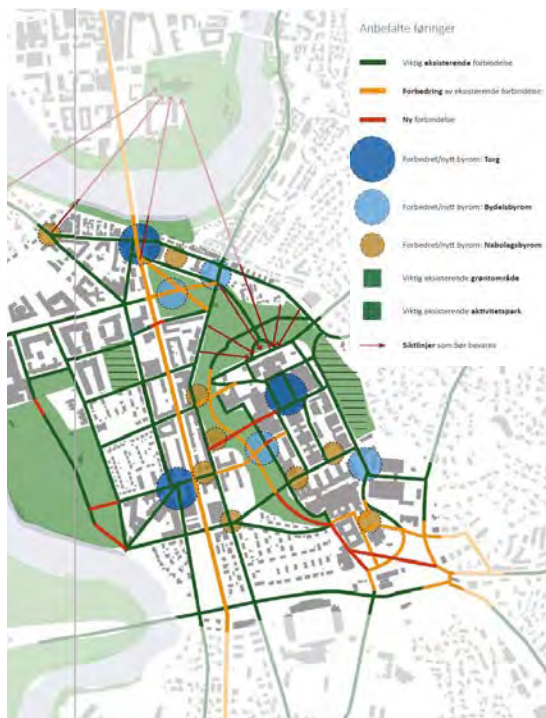 Anbefalte føringer
Viktig eksisterende forbindelse
Forbedring av eksisterende forbindelse
Ny forbindelse
Forbedret/nytt byrom: Torg
Forbedret/nytt byrom: Bydelsbyrom
Forbedret/nytt byrom: Nabolagsbyrom
Viktig eksisterende grøntområde
Viktig eksisterende aktivitetspark
Siktlinjer som bør bevares